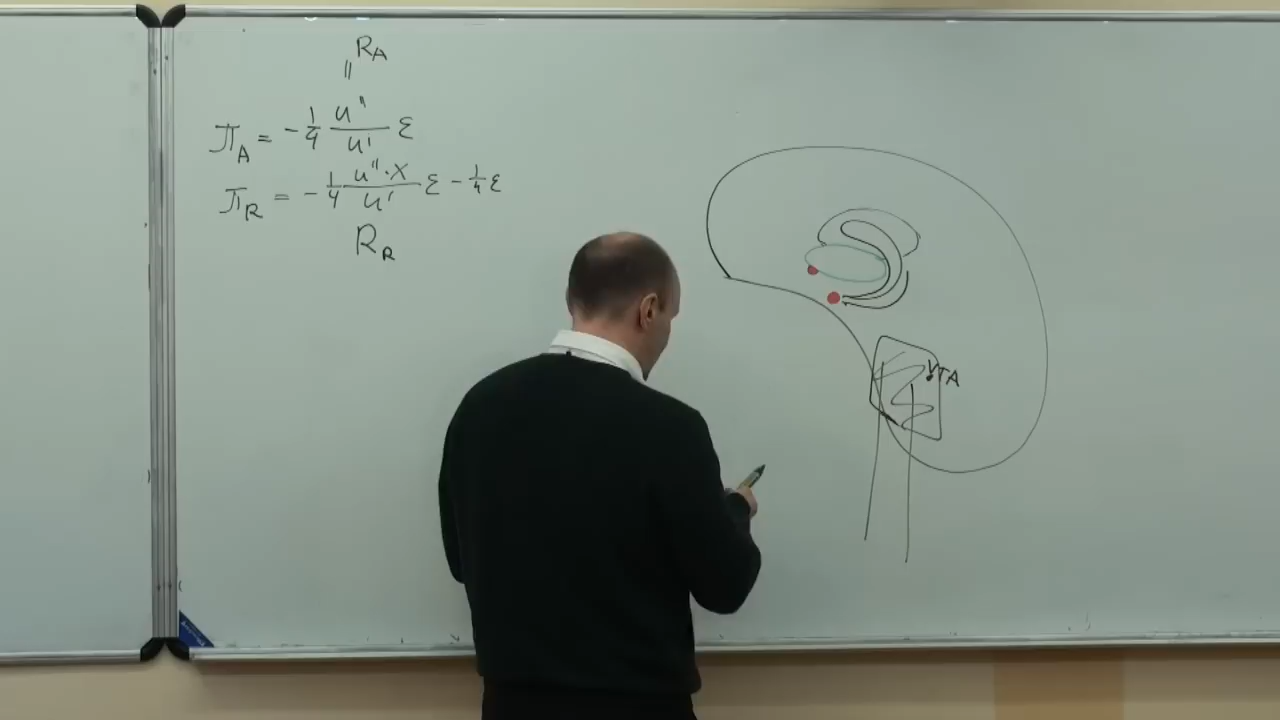 R_A
||
π_A = - 1/4 u''/u' ε
π_R = - 1/4 u''·x/u' ε - 1/4 ε
R_R
VTA